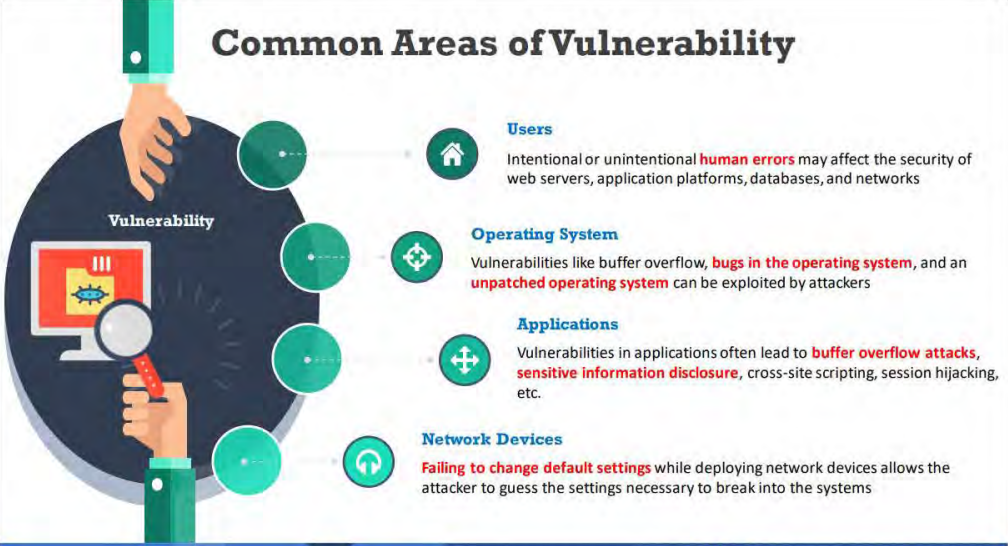 Common Areas of Vulnerability
Vulnerability
Users
Intentional or unintentional human errors may affect the security of
web servers, application platforms, databases, and networks
Operating System
Vulnerabilities like buffer overflow, bugs in the operating system, and an
unpatched operating system can be exploited by attackers
Applications
Vulnerabilities in applications often lead to buffer overflow attacks,
sensitive information disclosure, cross-site scripting, session hijacking,
etc.
Network Devices
Failing to change default settings while deploying network devices allows the
attacker to guess the settings necessary to break into the systems